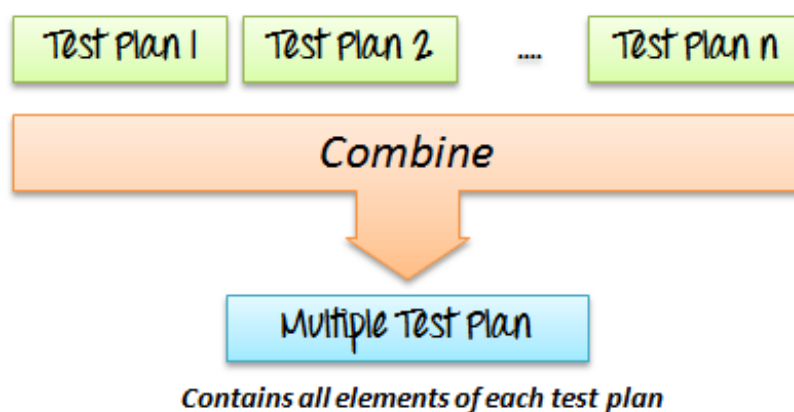 Test Plan 1 Test Plan 2 .... Test Plan n
Combine
Multiple Test Plan
Contains all elements of each test plan